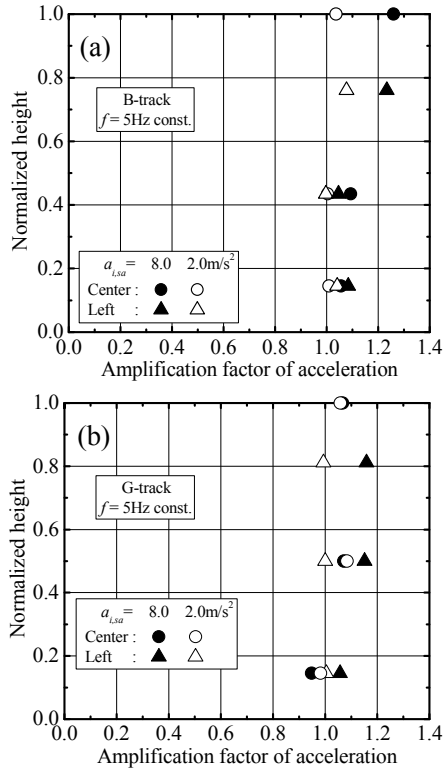 (a)
B-track
f = 5Hz const.
Normalized height
1.0
0.8
0.6
0.4
0.2
0.0
a_{i,sa} = 8.0 2.0m/s²
Center : ● ○
Left : ▲ △
0.0 0.2 0.4 0.6 0.8 1.0 1.2 1.4
Amplification factor of acceleration
(b)
G-track
f = 5Hz const.
Normalized height
1.0
0.8
0.6
0.4
0.2
0.0
a_{i,sa} = 8.0 2.0m/s²
Center : ● ○
Left : ▲ △
0.0 0.2 0.4 0.6 0.8 1.0 1.2 1.4
Amplification factor of acceleration